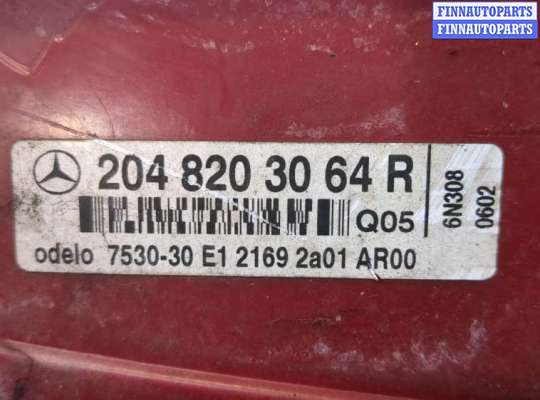 FINNAUTOPARTS
FINNAUTOPARTS
204 820 30 64 R
Q05
odelo 7530-30 E1 2169 2a01 AR00
6N308
0602